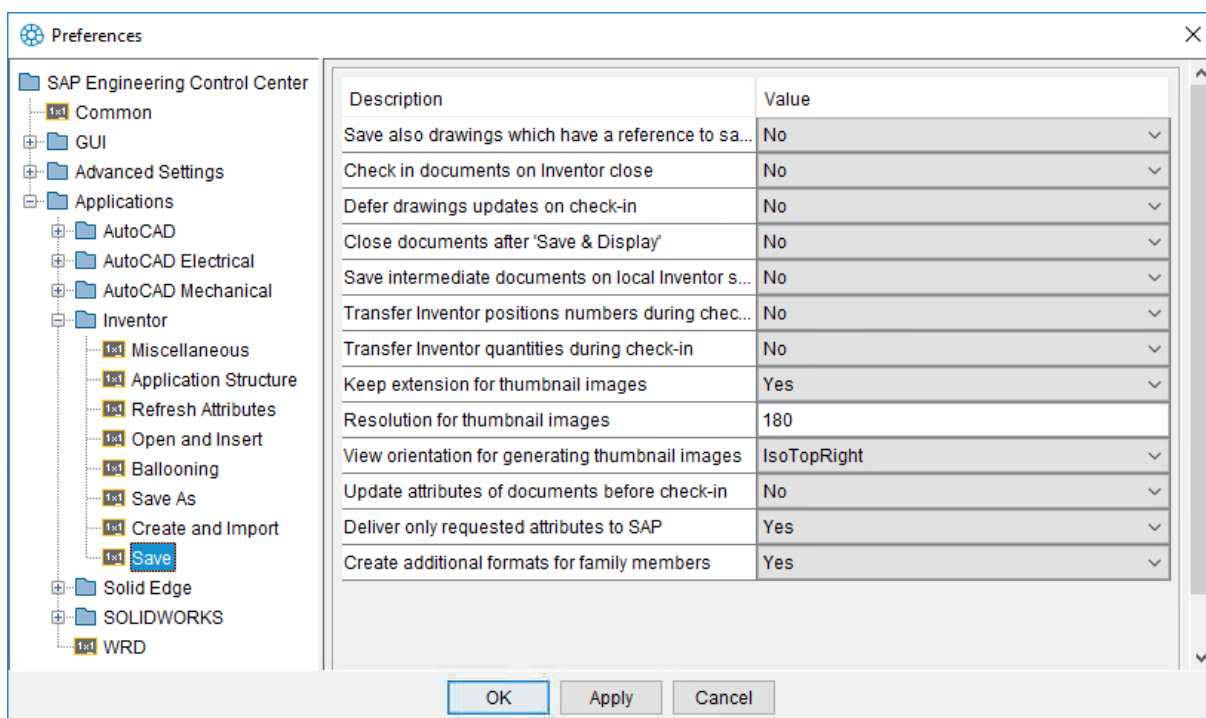 Preferences
SAP Engineering Control Center
Common
GUI
Advanced Settings
Applications
AutoCAD
AutoCAD Electrical
AutoCAD Mechanical
Inventor
Miscellaneous
Application Structure
Refresh Attributes
Open and Insert
Ballooning
Save As
Create and Import
Save
Solid Edge
SOLIDWORKS
WRD
Description Value
Save also drawings which have a reference to sa... No
Check in documents on Inventor close No
Defer drawings updates on check-in No
Close documents after 'Save & Display' No
Save intermediate documents on local Inventor s... No
Transfer Inventor positions numbers during chec... No
Transfer Inventor quantities during check-in No
Keep extension for thumbnail images Yes
Resolution for thumbnail images 180
View orientation for generating thumbnail images IsoTopRight
Update attributes of documents before check-in No
Deliver only requested attributes to SAP Yes
Create additional formats for family members Yes
OK Apply Cancel